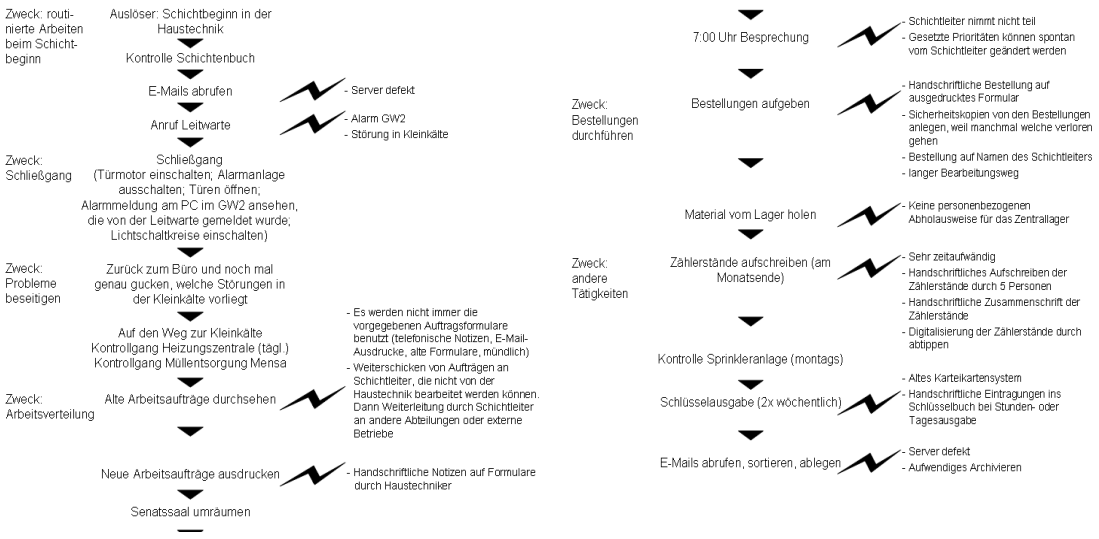 Zweck: routi-
nierte Arbeiten
beim Schicht-
beginn
Auslöser: Schichtbeginn in der
Haustechnik
Kontrolle Schichtenbuch
E-Mails abrufen
- Server defekt
Anruf Leitwarte
- Alarm GW2
- Störung in Kleinkälte
Zweck:
Schließgang
Schließgang
(Türmotor einschalten; Alarmanlage
ausschalten; Türen öffnen;
Alarmmeldung am PC im GW2 ansehen,
die von der Leitwarte gemeldet wurde;
Lichtschaltkreise einschalten)
Zweck:
Probleme
beseitigen
Zurück zum Büro und noch mal
genau gucken, welche Störungen in
der Kleinkälte vorliegt
Auf den Weg zur Kleinkälte
Kontrollgang Heizungszentrale (tägl.)
Kontrollgang Müllentsorgung Mensa
Zweck:
Arbeitsverteilung
Alte Arbeitsaufträge durchsehen
- Es werden nicht immer die
vorgegebenen Auftragsformulare
benutzt (telefonische Notizen, E-Mail-
Ausdrucke, alte Formulare, mündlich)
- Weiterschicken von Aufträgen an
Schichtleiter, die nicht von der
Haustechnik bearbeitet werden können.
Dann Weiterleitung durch Schichtleiter
an andere Abteilungen oder externe
Betriebe
Neue Arbeitsaufträge ausdrucken
- Handschriftliche Notizen auf Formulare
durch Haustechniker
Senatssaal umräumen
7:00 Uhr Besprechung
- Schichtleiter nimmt nicht teil
- Gesetzte Prioritäten können spontan
vom Schichtleiter geändert werden
Zweck:
Bestellungen
durchführen
Bestellungen aufgeben
- Handschriftliche Bestellung auf
ausgedrucktes Formular
- Sicherheitskopien von den Bestellungen
anlegen, weil manchmal welche verloren
gehen
- Bestellung auf Namen des Schichtleiters
- langer Bearbeitungsweg
Material vom Lager holen
- Keine personenbezogenen
Abholausweise für das Zentrallager
Zweck:
andere
Tätigkeiten
Zählerstände aufschreiben (am
Monatsende)
- Sehr zeitaufwändig
- Handschriftliches Aufschreiben der
Zählerstände durch 5 Personen
- Handschriftliche Zusammenschrift der
Zählerstände
- Digitalisierung der Zählerstände durch
abtippen
Kontrolle Sprinkleranlage (montags)
Schlüsselausgabe (2x wöchentlich)
- Altes Karteikartensystem
- Handschriftliche Eintragungen ins
Schlüsselbuch bei Stunden- oder
Tagesausgabe
E-Mails abrufen, sortieren, ablegen
- Server defekt
- Aufwendiges Archivieren